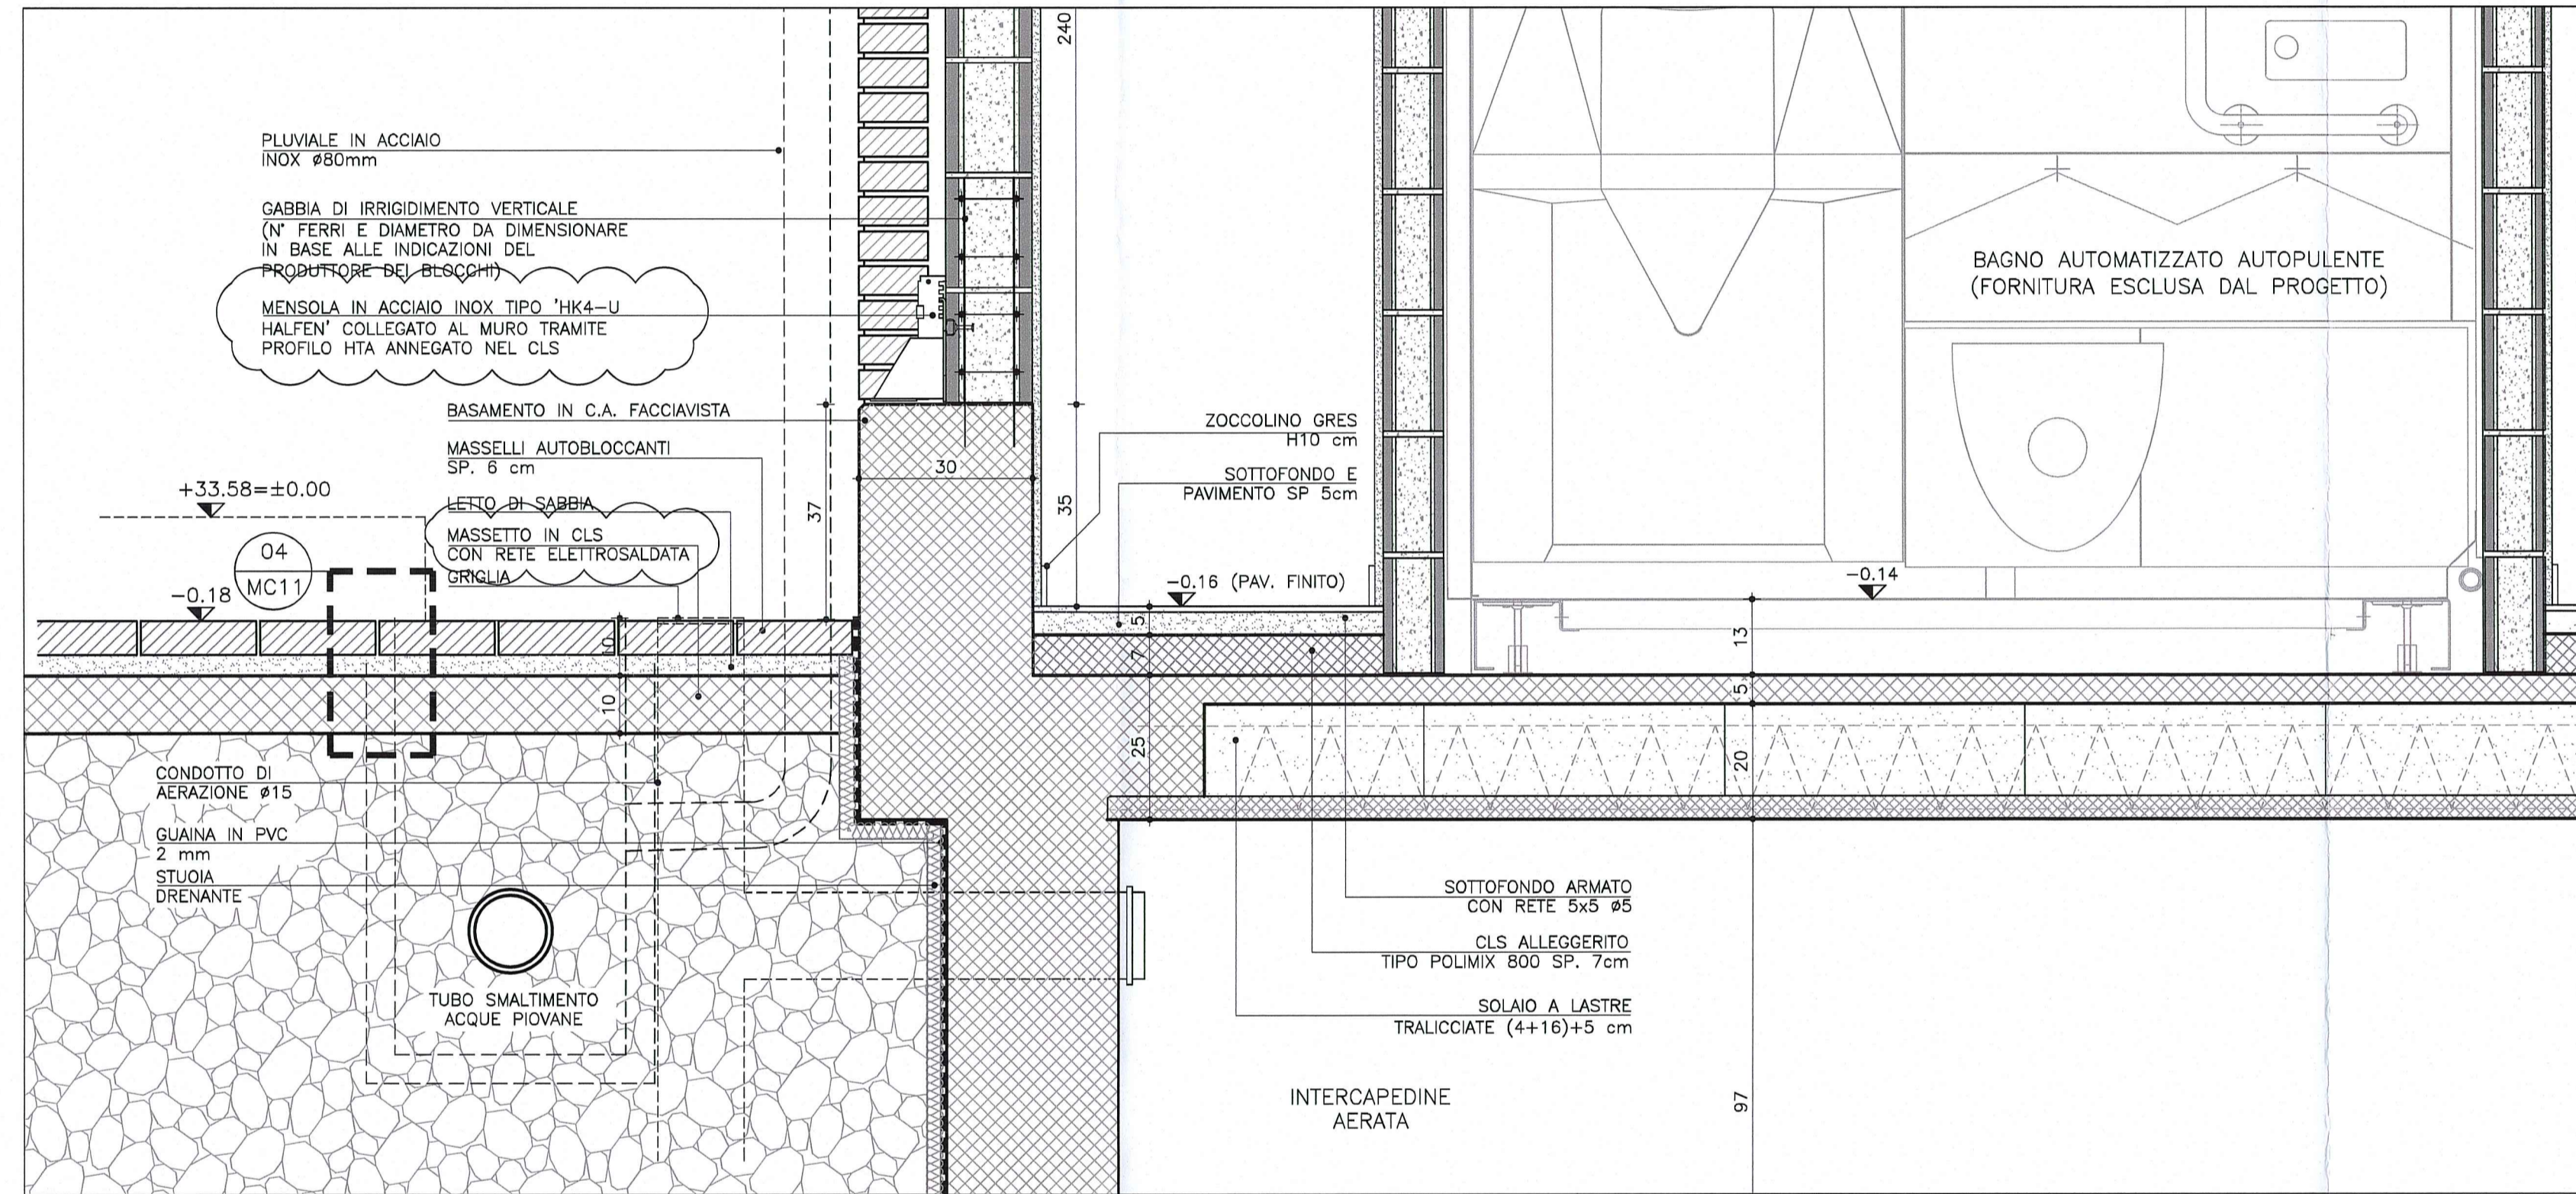 240
PLUVIALE IN ACCIAIO
INOX ø80mm
GABBIA DI IRRIGIDIMENTO VERTICALE
(N° FERRI E DIAMETRO DA DIMENSIONARE
IN BASE ALLE INDICAZIONI DEL
PRODUTTORE DEI BLOCCHI)
MENSOLA IN ACCIAIO INOX TIPO 'HK4-U
HALFEN' COLLEGATO AL MURO TRAMITE
PROFILO HTA ANNEGATO NEL CLS
BASAMENTO IN C.A. FACCIAVISTA
MASSELLI AUTOBLOCCANTI
SP. 6 cm
LETTO DI SABBIA
MASSETTO IN CLS
CON RETE ELETTROSALDATA
GRIGLIA
+33.58=±0.00
04
MC11
-0.18
37
30
35
10
10
ZOCCOLINO GRES
H10 cm
SOTTOFONDO E
PAVIMENTO SP 5cm
-0.16 (PAV. FINITO)
5
7
25
BAGNO AUTOMATIZZATO AUTOPULENTE
(FORNITURA ESCLUSA DAL PROGETTO)
-0.14
13
5
20
97
CONDOTTO DI
AERAZIONE ø15
GUAINA IN PVC
2 mm
STUOIA
DRENANTE
TUBO SMALTIMENTO
ACQUE PIOVANE
SOTTOFONDO ARMATO
CON RETE 5x5 ø5
CLS ALLEGGERITO
TIPO POLIMIX 800 SP. 7cm
SOLAIO A LASTRE
TRALICCIATE (4+16)+5 cm
INTERCAPEDINE
AERATA